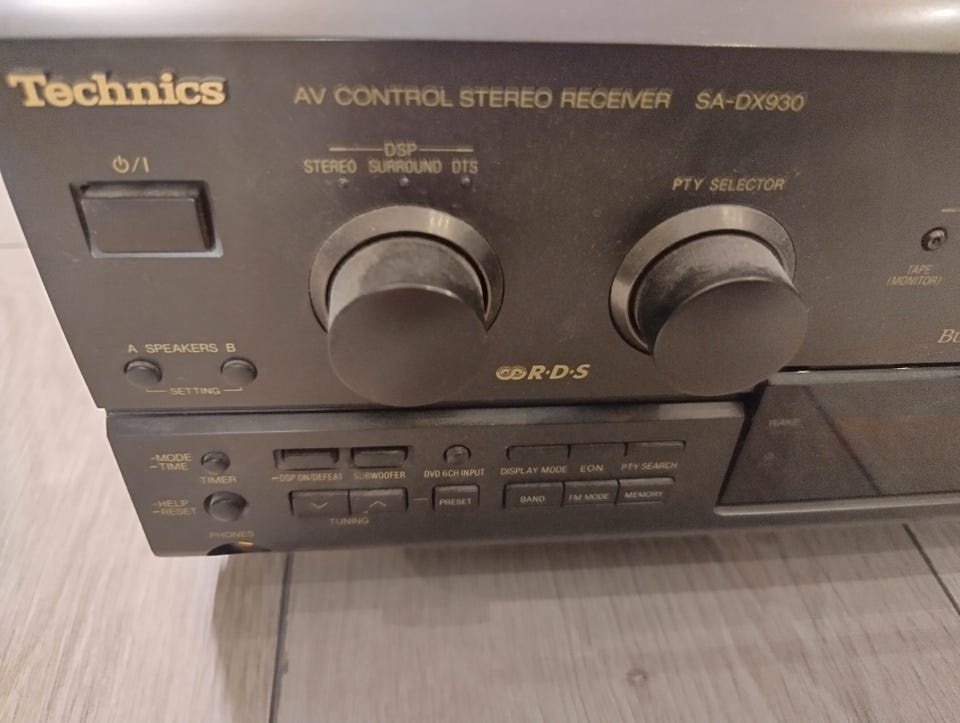 Technics
AV CONTROL STEREO RECEIVER SA-DX930
⏻/I
DSP
STEREO SURROUND DTS
PTY SELECTOR
TAPE
(MONITOR)
A SPEAKERS B
SETTING
R·D·S
WAKE
-MODE
-TIME
TIMER
-DSP ON/DEFEAT
SUBWOOFER
DVD 6CH INPUT
DISPLAY MODE
EON
PTY SEARCH
-HELP
-RESET
PRESET
BAND
FM MODE
MEMORY
TUNING
PHONES